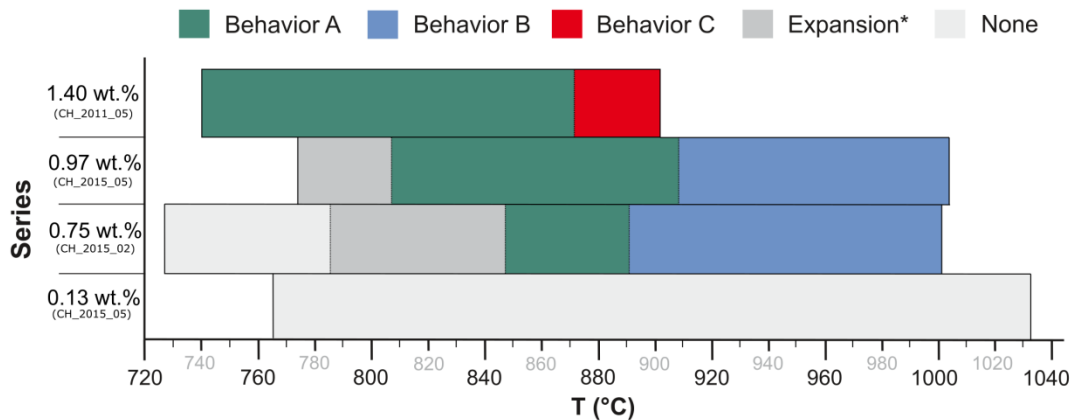 Behavior A Behavior B Behavior C Expansion* None
Series
1.40 wt.%
(CH_2011_05)
0.97 wt.%
(CH_2015_05)
0.75 wt.%
(CH_2015_02)
0.13 wt.%
(CH_2015_05)
740 780 820 860 900 940 980 1020
720 760 800 840 880 920 960 1000 1040
T (°C)